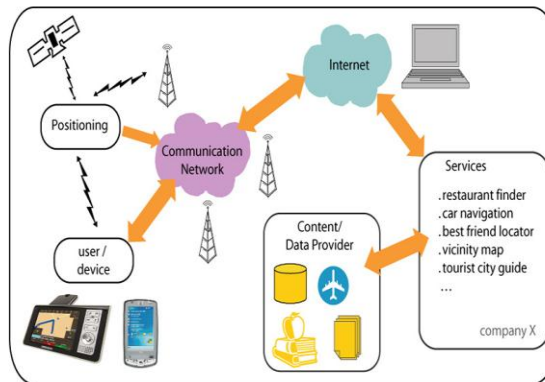 Positioning
Communication
Network
Internet
user /
device
Content/
Data Provider
Services
.restaurant finder
.car navigation
.best friend locator
.vicinity map
.tourist city guide
...
company X